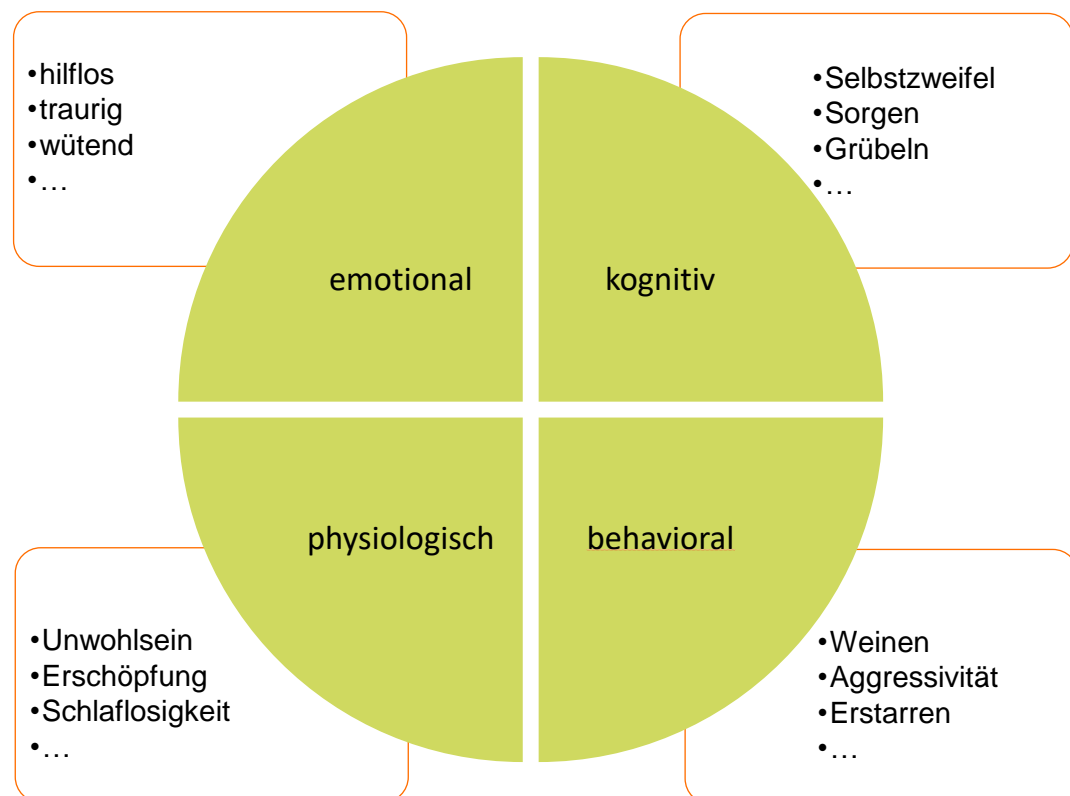 •hilflos
•traurig
•wütend
•…
•Selbstzweifel
•Sorgen
•Grübeln
•…
emotional
kognitiv
physiologisch
behavioral
•Unwohlsein
•Erschöpfung
•Schlaflosigkeit
•…
•Weinen
•Aggressivität
•Erstarren
•…